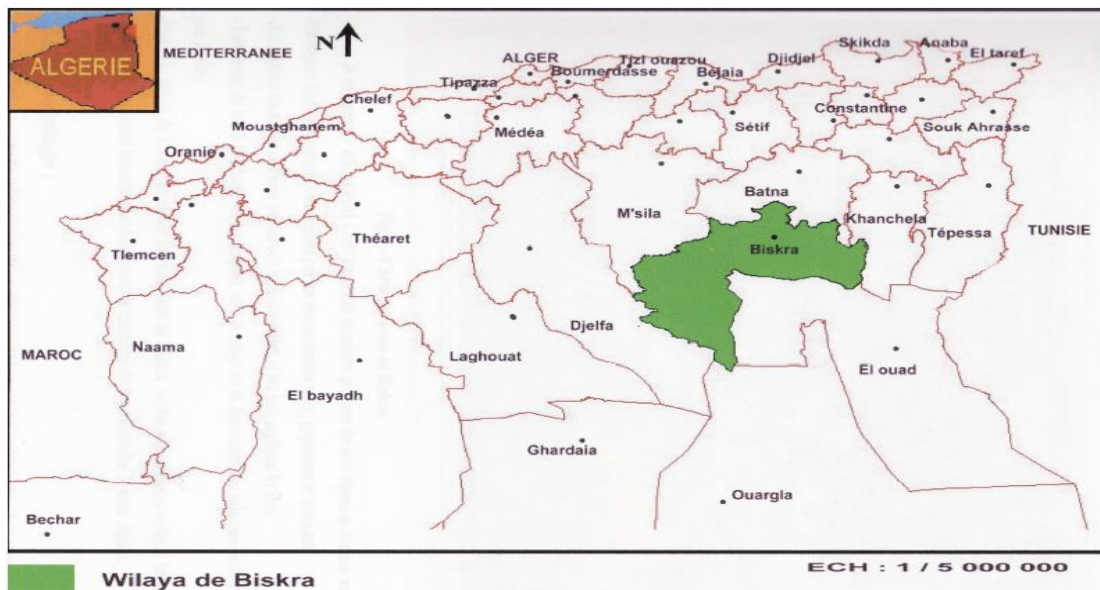 ALGERIE
MEDITERRANEE
N
ALGER
Tizi ouazou
Skikda
Anaba
El taref
Djidjel
Boumerdasse
Bejaia
Tipazza
Chelef
Constantine
Médéa
Sétif
Souk Ahrasse
Moustghanem
Oranie
Batna
M'sila
Khanchela
Tépessa
TUNISIE
Théaret
Biskra
Tlemcen
Djelfa
MAROC
Naama
Laghouat
El ouad
El bayadh
Ghardaia
Ouargla
Bechar
Wilaya de Biskra
ECH : 1 / 5 000 000